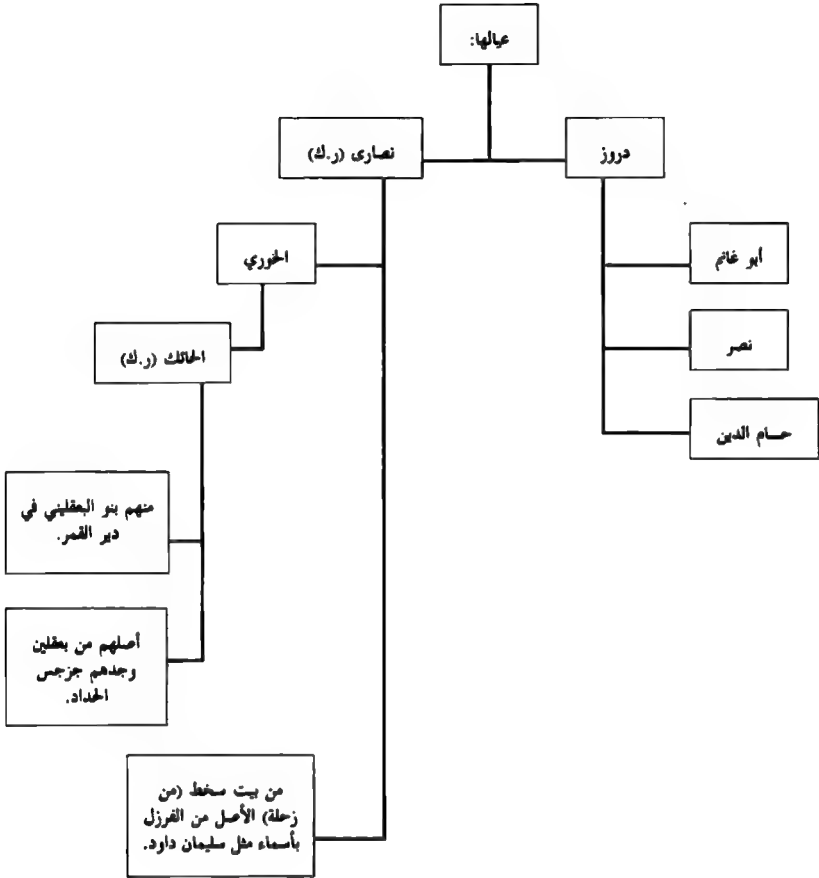 عيالها:
دروز
نصارى (ر.ك)
أبو غانم
نصر
حسام الدين
الخوري
الحائك (ر.ك)
منهم بنو البعقليني في
دير القمر.
أصلهم من بعقلين
وجدهم جرجس
الحداد.
من بيت سخط (من
زحلة) الأصل من الفرزل
بأسماء مثل سليمان داود.